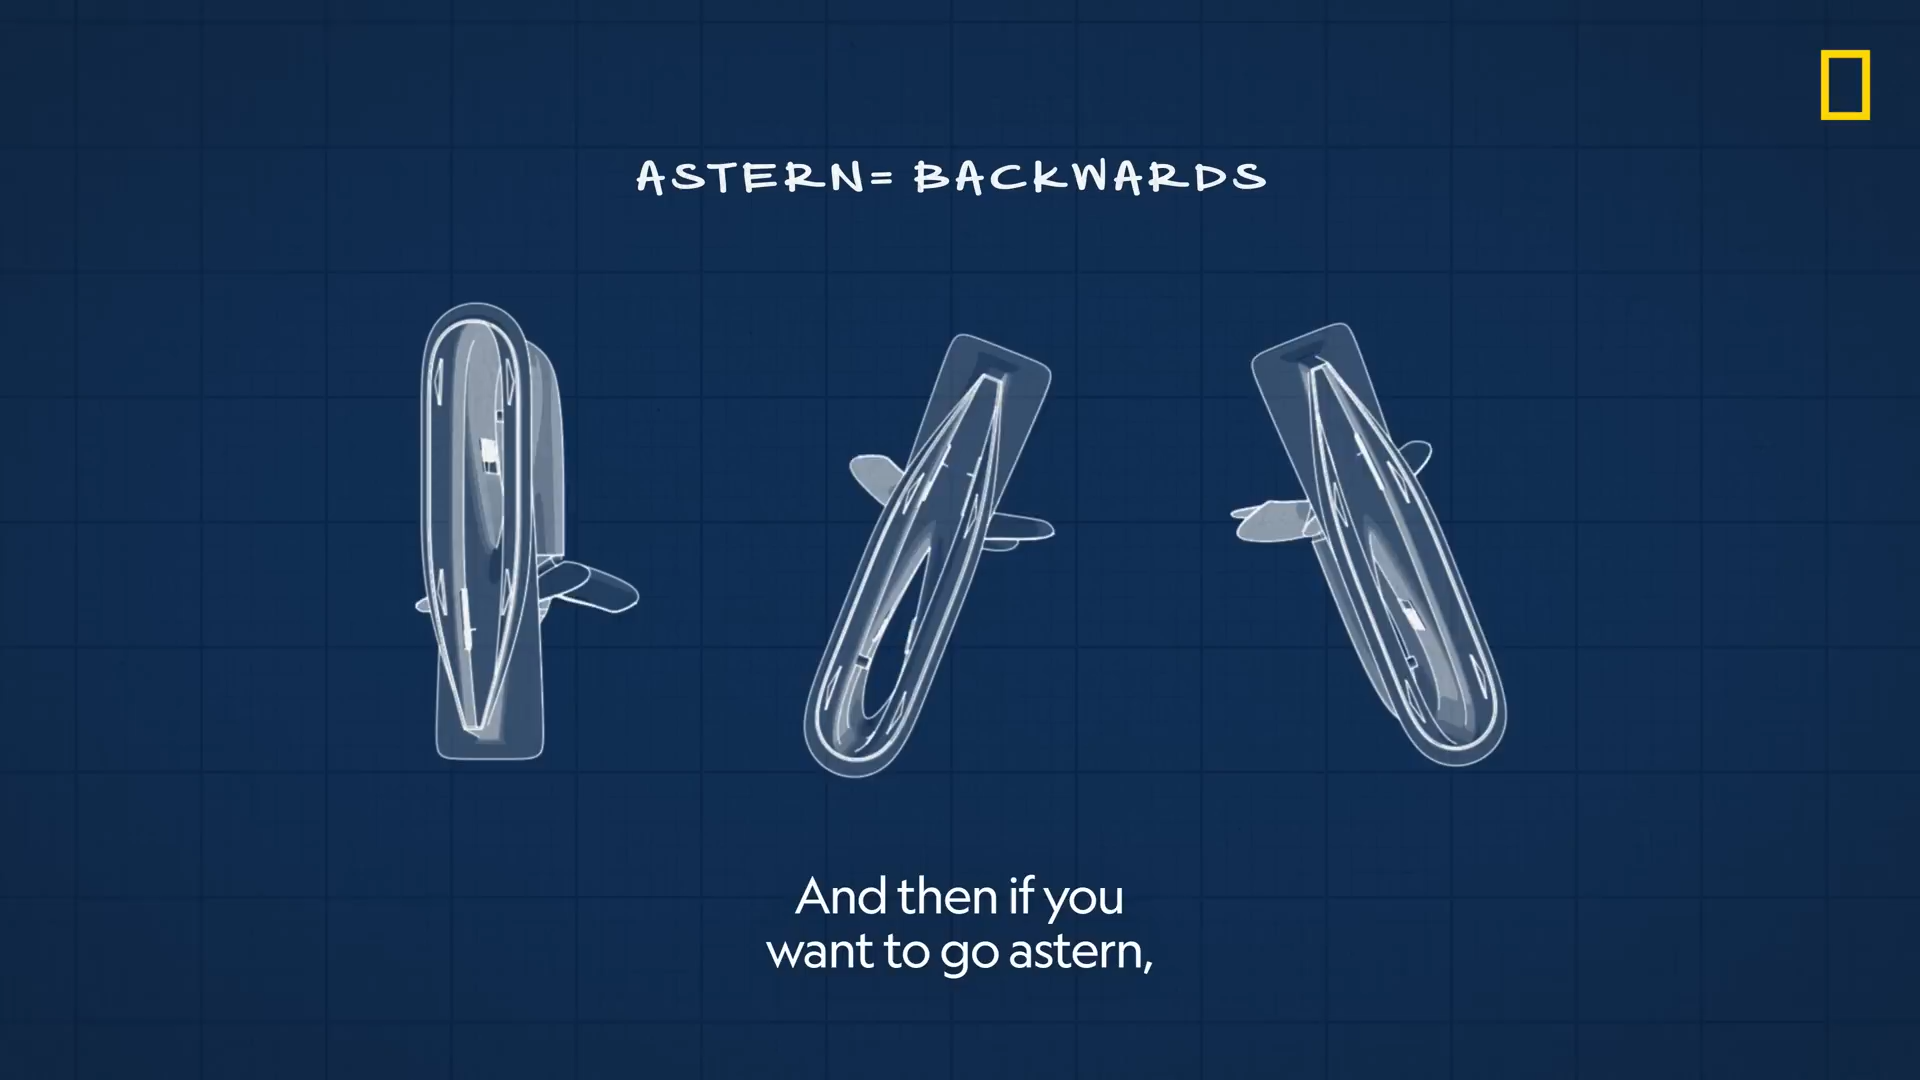 ASTERN= BACKWARDS
And then if you
want to go astern,